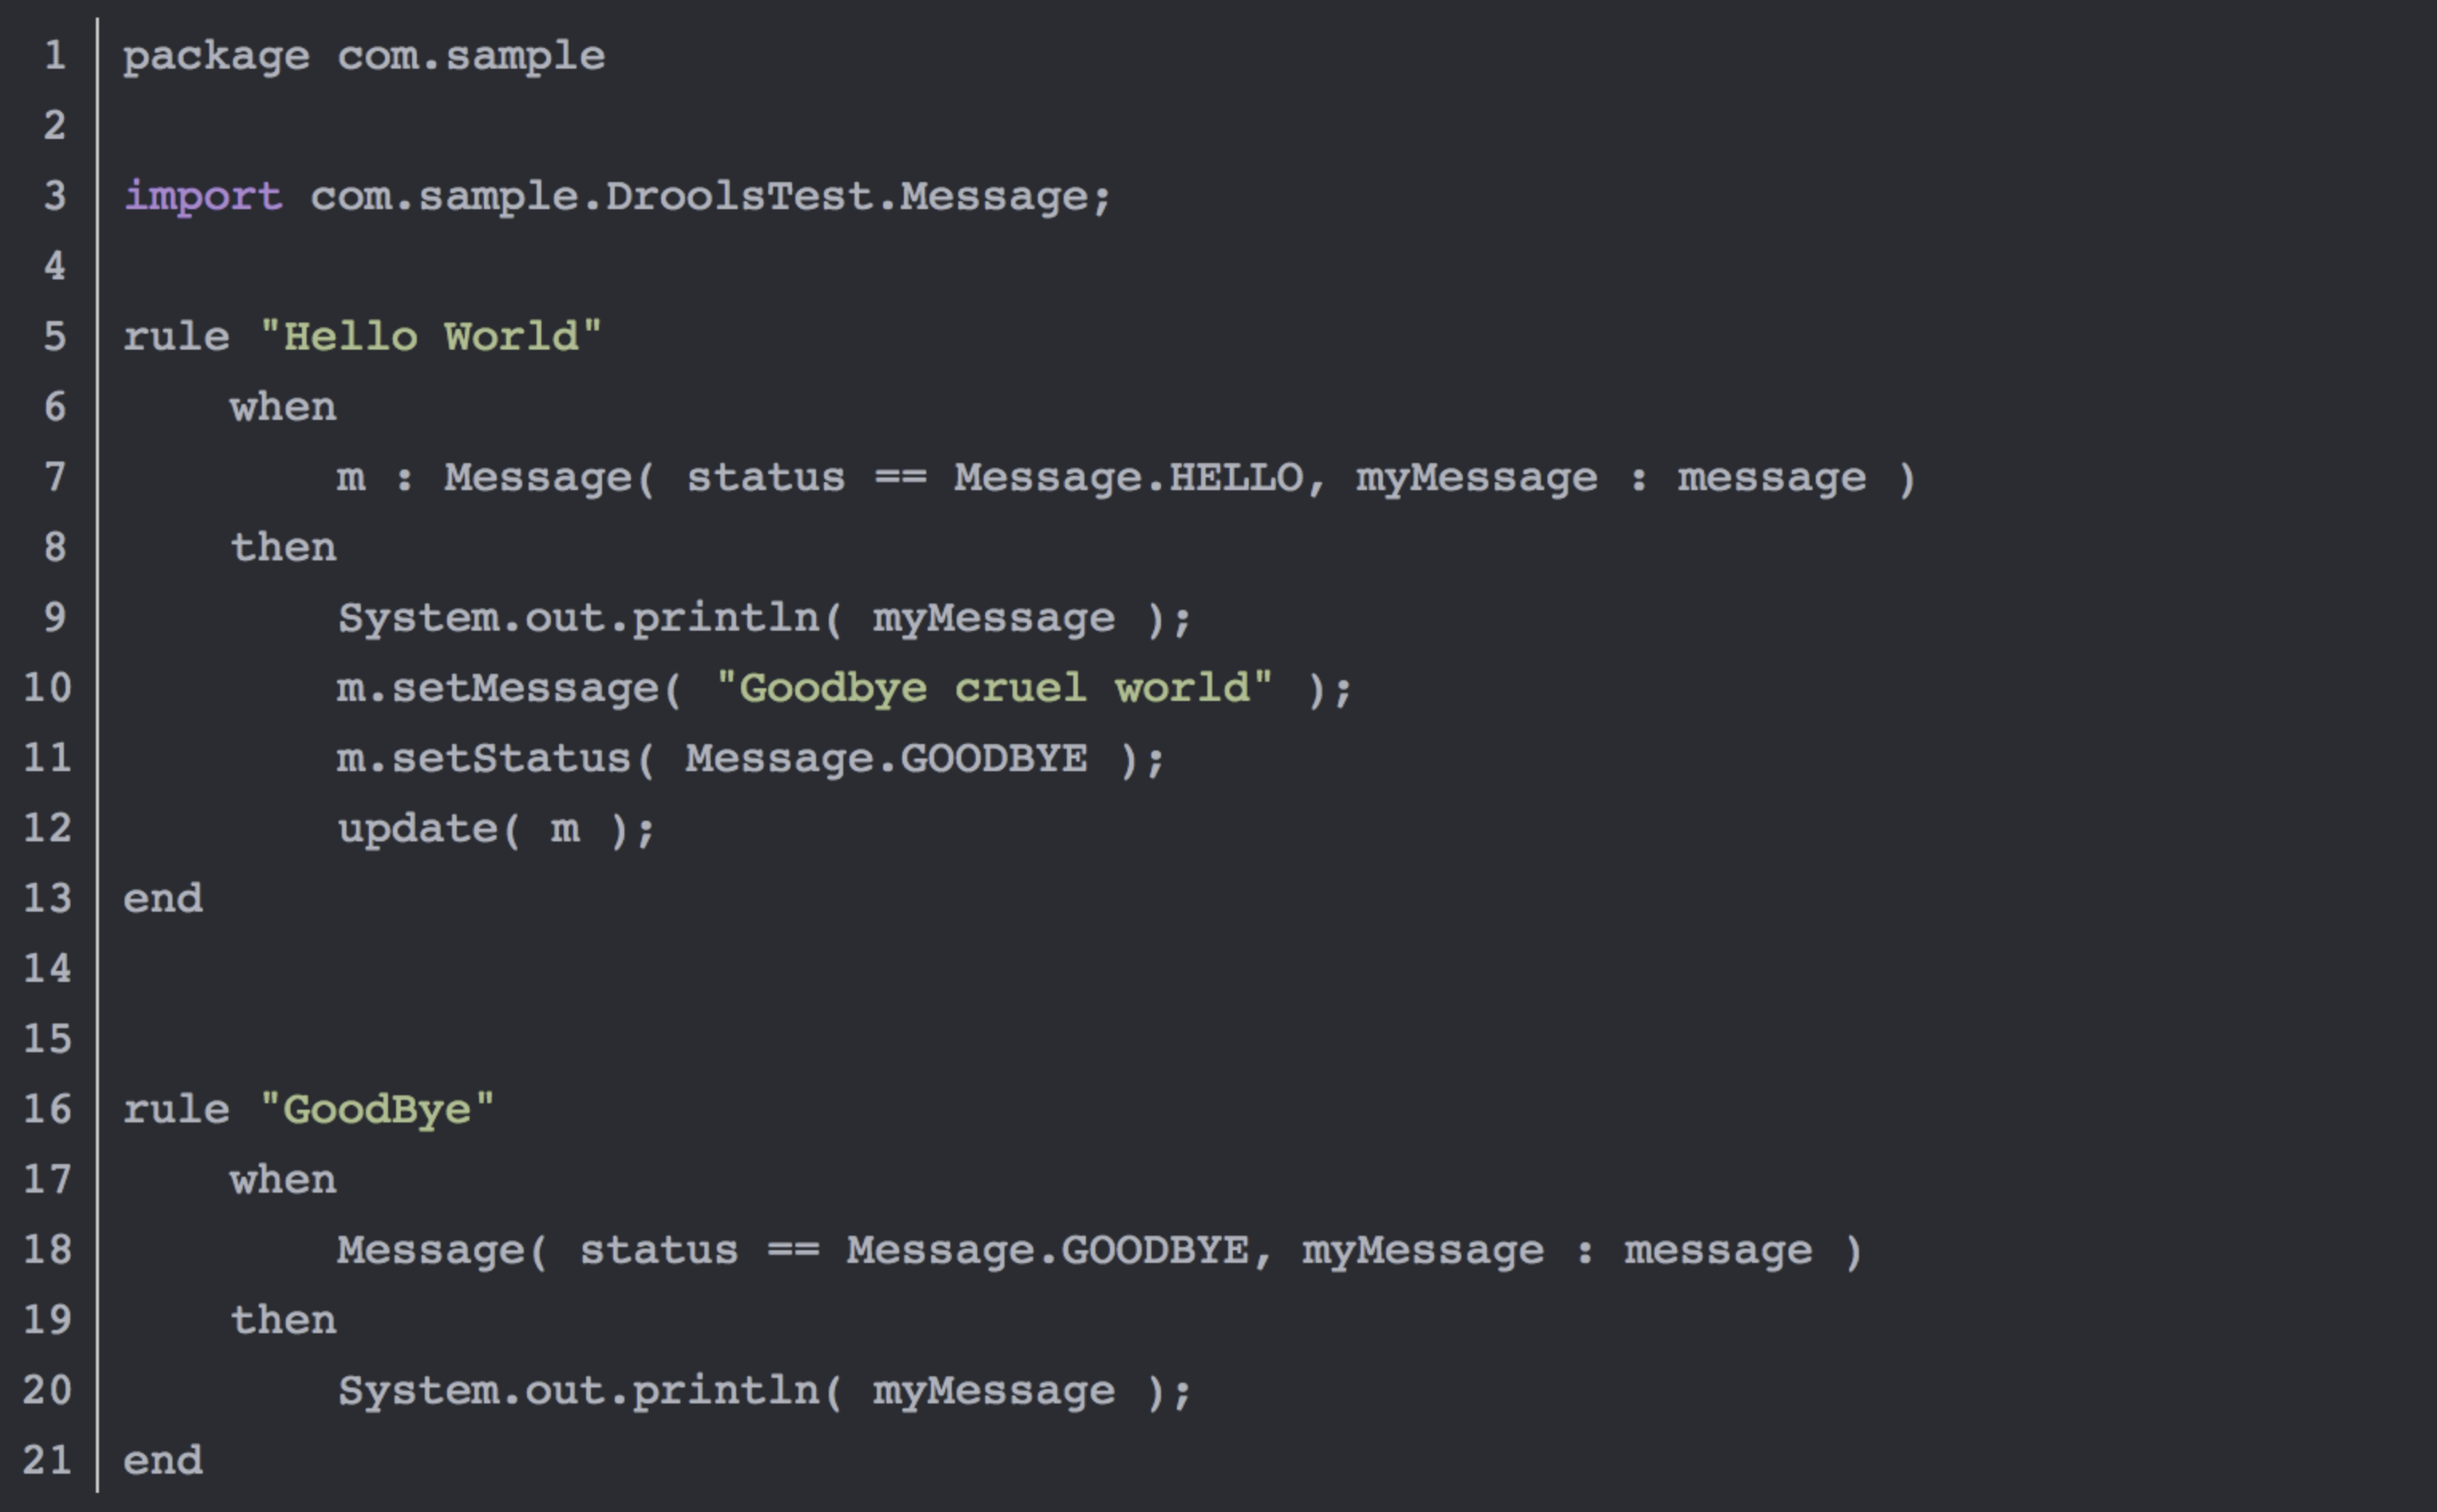 1 package com.sample
2
3 import com.sample.DroolsTest.Message;
4
5 rule "Hello World"
6     when
7         m : Message( status == Message.HELLO, myMessage : message )
8     then
9         System.out.println( myMessage );
10         m.setMessage( "Goodbye cruel world" );
11         m.setStatus( Message.GOODBYE );
12         update( m );
13 end
14
15
16 rule "GoodBye"
17     when
18         Message( status == Message.GOODBYE, myMessage : message )
19     then
20         System.out.println( myMessage );
21 end